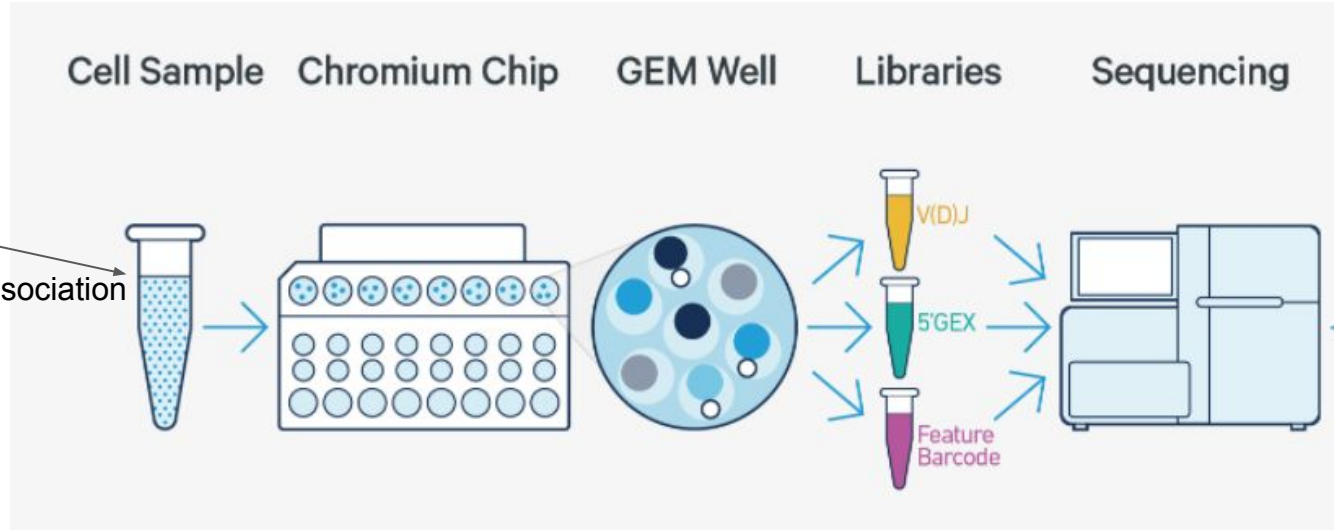 Cell Sample
Chromium Chip
GEM Well
Libraries
Sequencing
V(D)J
sociation
5'GEX
Feature
Barcode